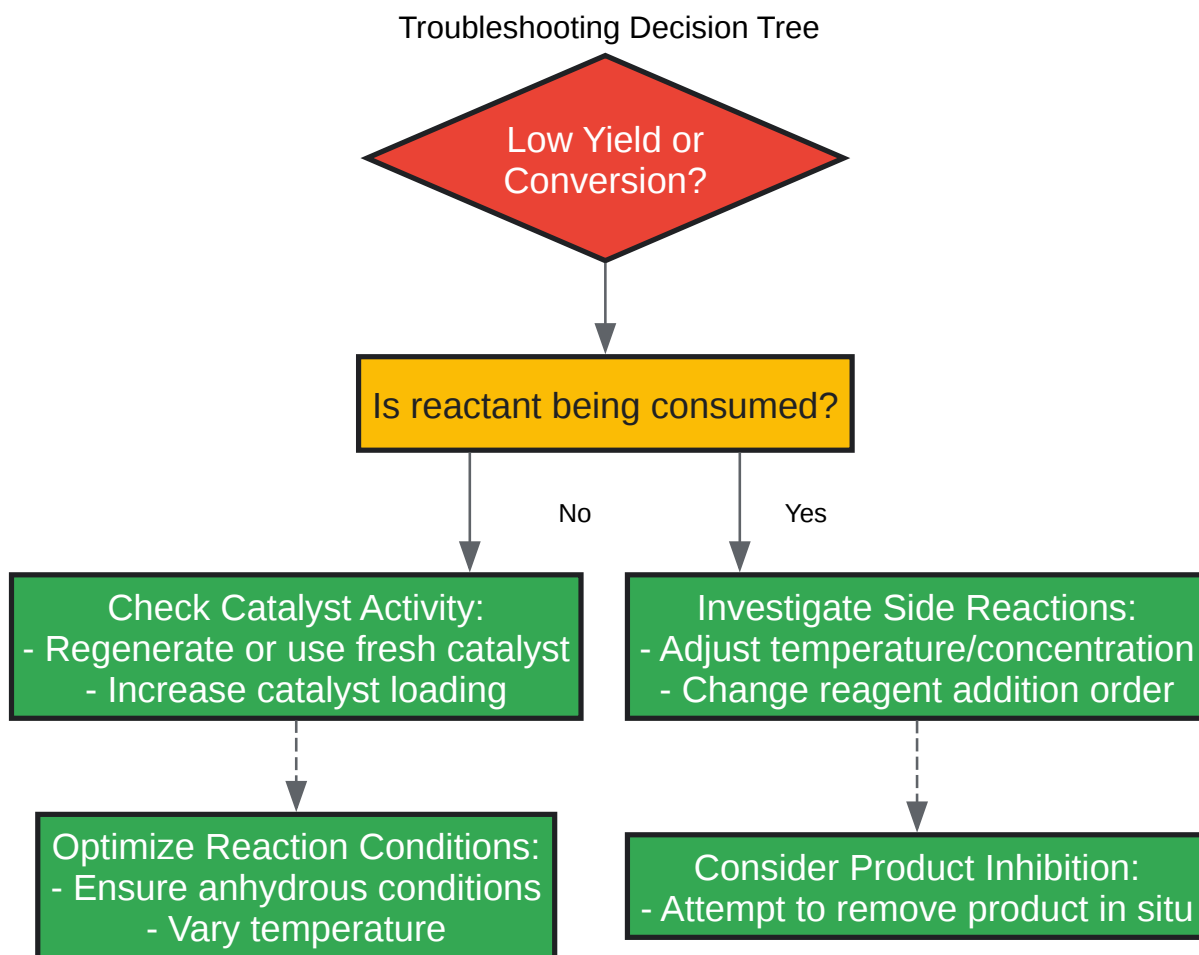 Troubleshooting Decision Tree
Low Yield or
Conversion?
Is reactant being consumed?
No
Yes
Check Catalyst Activity:
- Regenerate or use fresh catalyst
- Increase catalyst loading
Investigate Side Reactions:
- Adjust temperature/concentration
- Change reagent addition order
Optimize Reaction Conditions:
- Ensure anhydrous conditions
- Vary temperature
Consider Product Inhibition:
- Attempt to remove product in situ